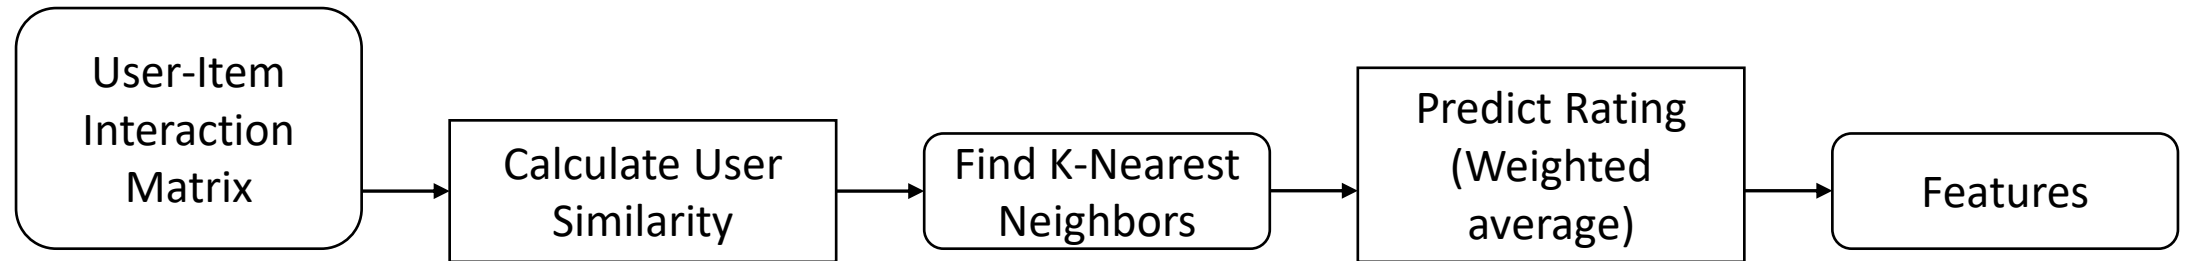 User-Item
Interaction
Matrix
Calculate User
Similarity
Find K-Nearest
Neighbors
Predict Rating
(Weighted
average)
Features